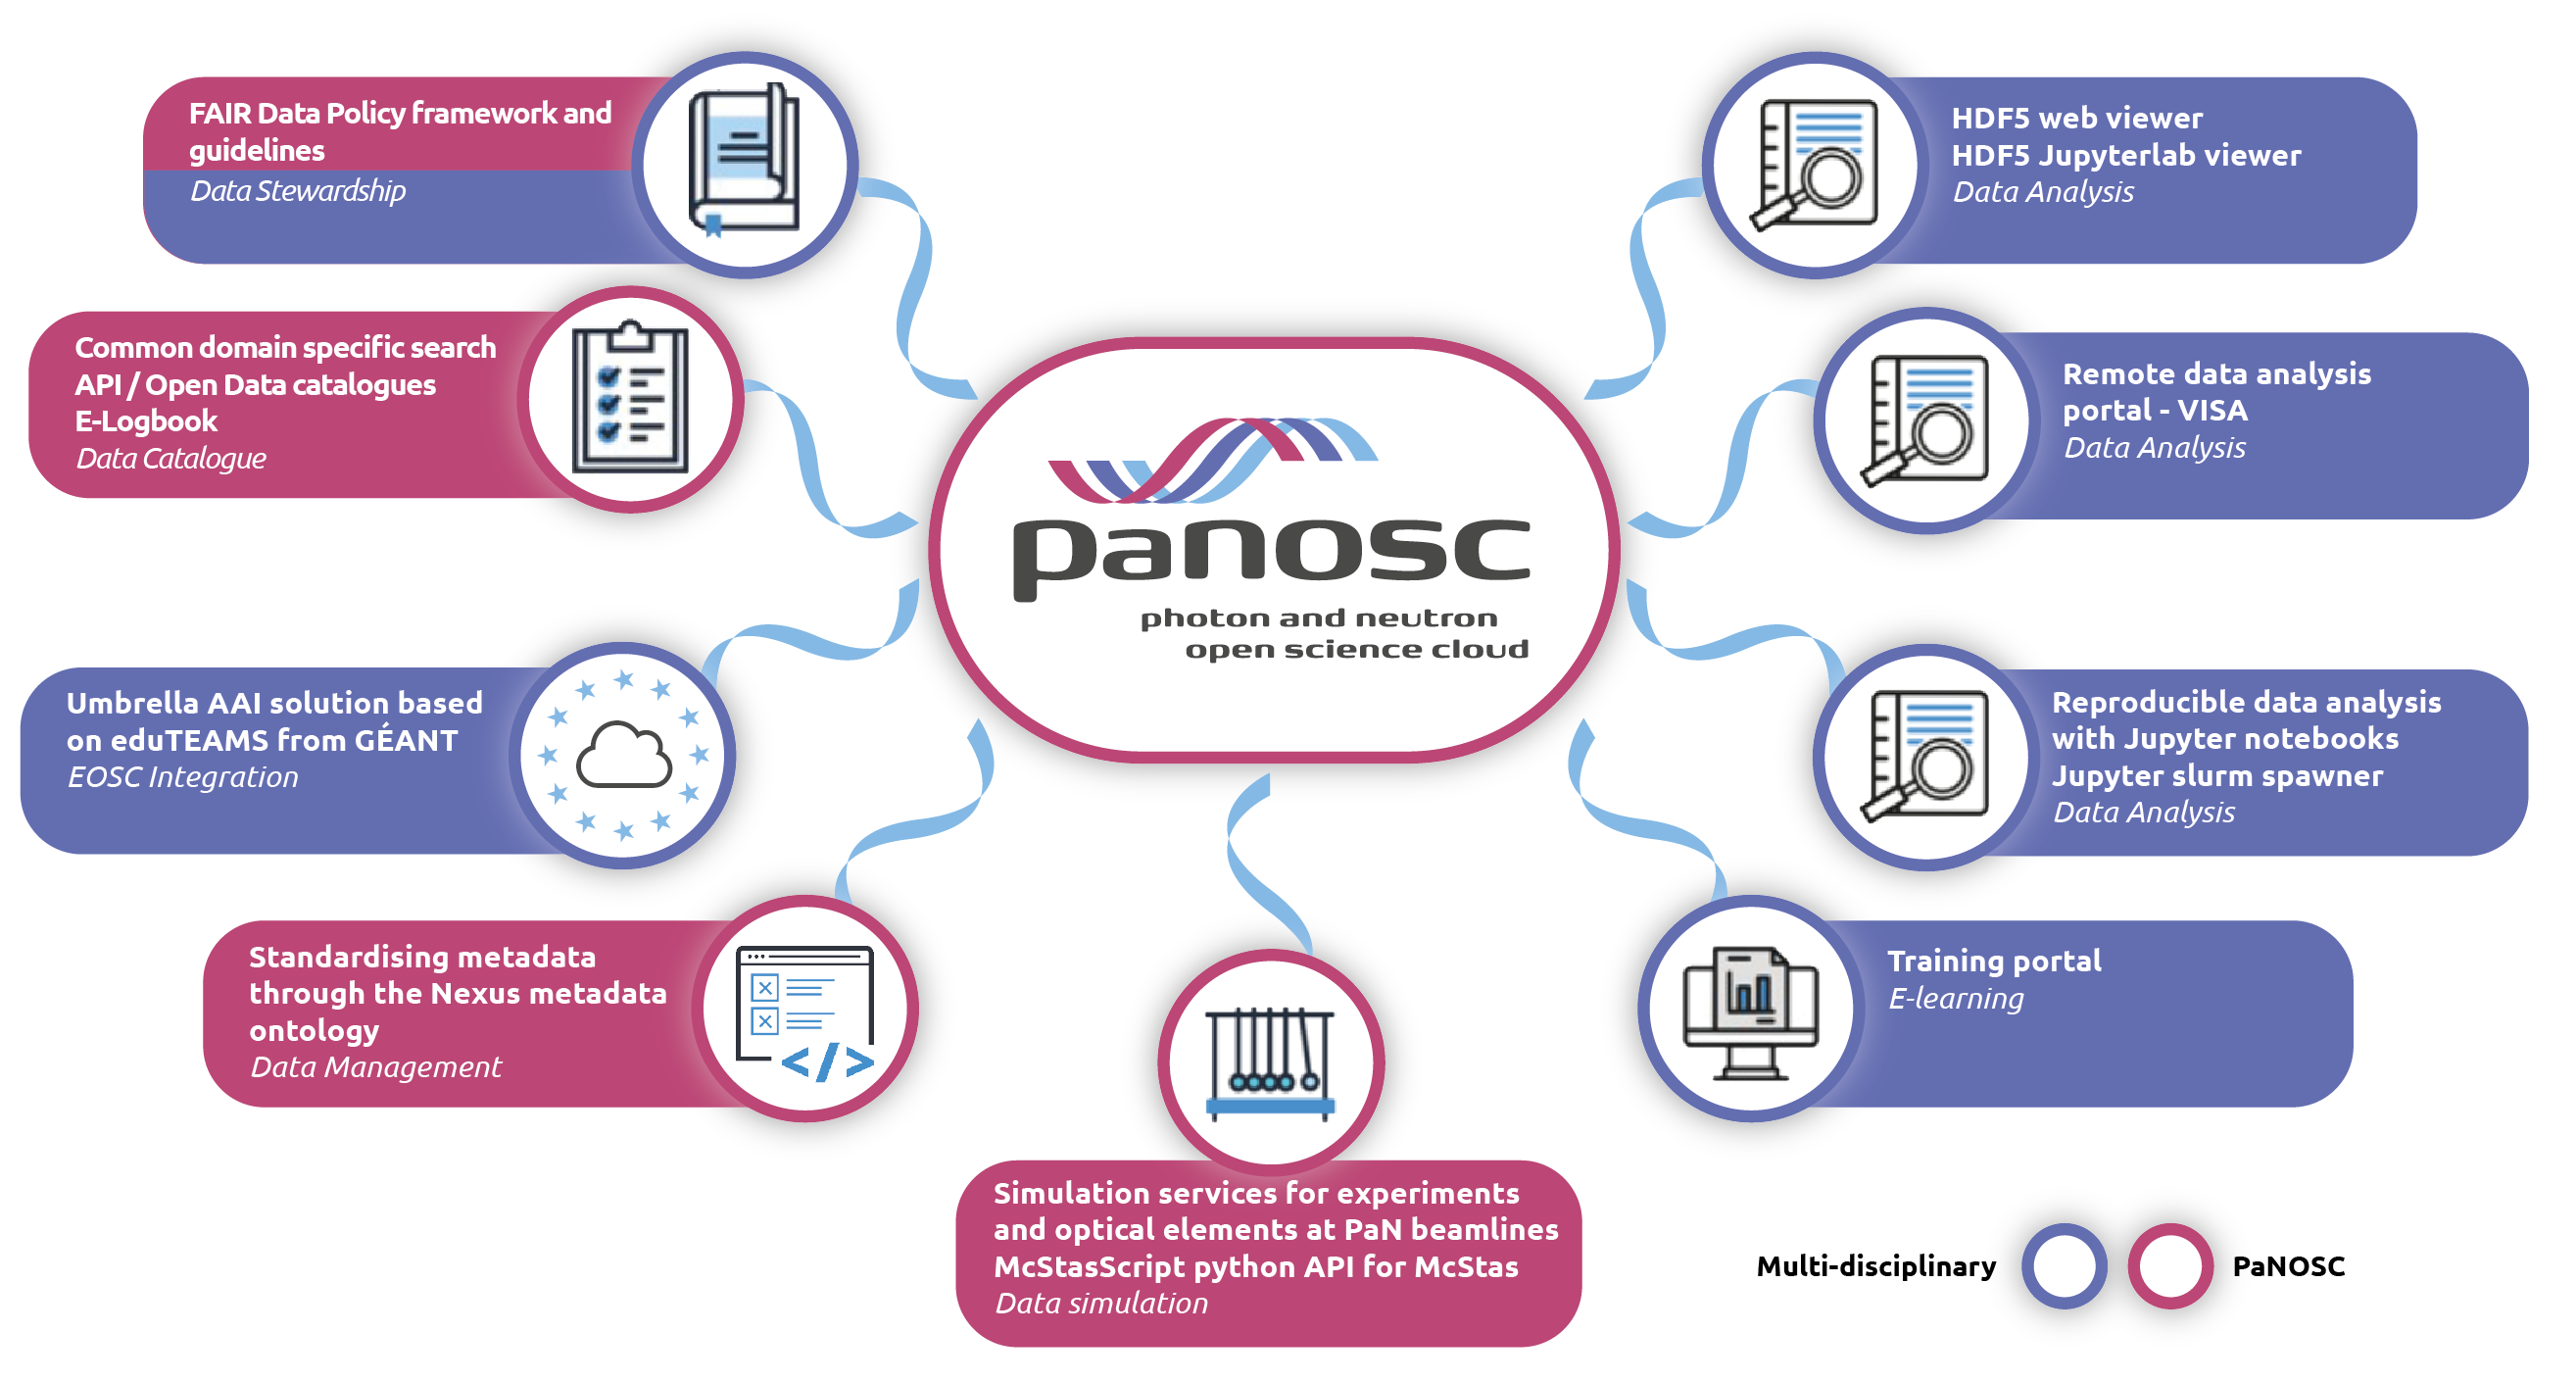 FAIR Data Policy framework and
guidelines
Data Stewardship
Common domain specific search
API / Open Data catalogues
E-Logbook
Data Catalogue
Umbrella AAI solution based
on eduTEAMS from GÉANT
EOSC Integration
Standardising metadata
through the Nexus metadata
ontology
Data Management
panosc
photon and neutron
open science cloud
Simulation services for experiments
and optical elements at PaN beamlines
McStasScript python API for McStas
Data simulation
HDF5 web viewer
HDF5 Jupyterlab viewer
Data Analysis
Remote data analysis
portal - VISA
Data Analysis
Reproducible data analysis
with Jupyter notebooks
Jupyter slurm spawner
Data Analysis
Training portal
E-learning
Multi-disciplinary
PaNOSC